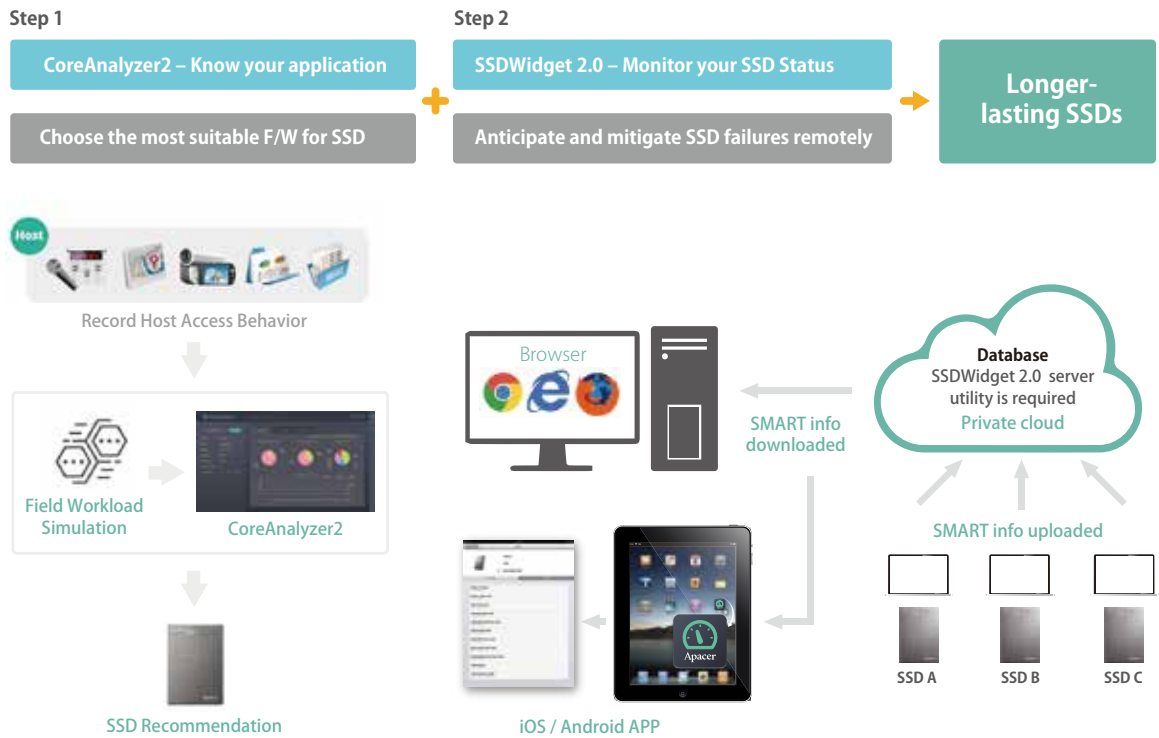 Step 1
CoreAnalyzer2 – Know your application
Choose the most suitable F/W for SSD
Step 2
SSDWidget 2.0 – Monitor your SSD Status
Anticipate and mitigate SSD failures remotely
Longer-
lasting SSDs
Host
Record Host Access Behavior
Field Workload
Simulation
CoreAnalyzer2
SSD Recommendation
Browser
SMART info
downloaded
Apacer
iOS / Android APP
Database
SSDWidget 2.0 server
utility is required
Private cloud
SMART info uploaded
SSD A
SSD B
SSD C